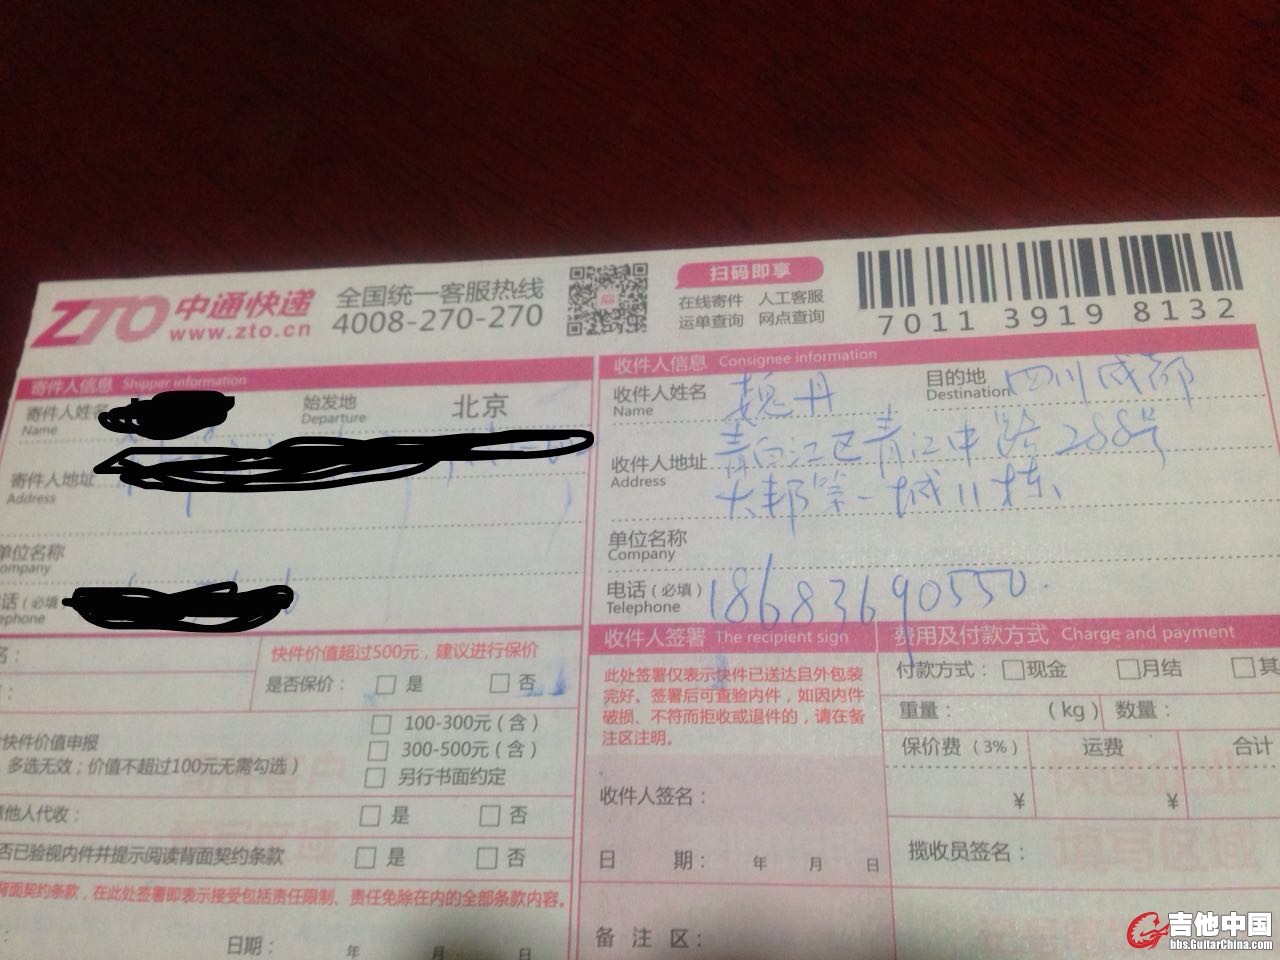 ZTO 中通快递
www.zto.cn
全国统一客服热线
4008-270-270
扫码即享
在线寄件 人工客服
运单查询 网点查询
7011 3919 8132
寄件人信息 Shipper information
寄件人姓名
Name
始发地
Departure
北京
寄件人地址
Address
单位名称
ompany
话（必填
ephone
收件人信息 Consignee information
收件人姓名
Name
魏丹
目的地
Destination
四川成都
收件人地址
Address
青白江区青江中路288号
大邦第一城11栋
单位名称
Company
电话（必填）
Telephone
18683690550
名：
快件价值超过500元，建议进行保价
是否保价： 是 否
快件价值申报
多选无效；价值不超过100元无需勾选）
100-300元（含）
300-500元（含）
另行书面约定
他人代收： 是 否
否已验视内件并提示阅读背面契约条款 是 否
背面契约条款，在此处签署即表示接受包括责任限制、责任免除在内的全部条款内容。
日期： 年 月 日
收件人签署 The recipient sign
此处签署仅表示快件已送达且外包装
完好。签署后可查验内件，如因内件
破损、不符而拒收或退件的，请在备
注区注明。
收件人签名：
日 期： 年 月 日
备 注 区：
费用及付款方式 Charge and payment
付款方式： 现金 月结 其
重量： （kg） 数量：
保价费（3%） 运费 合计
¥ ¥
揽收员签名：
吉他中国
bbs.GuitarChina.com